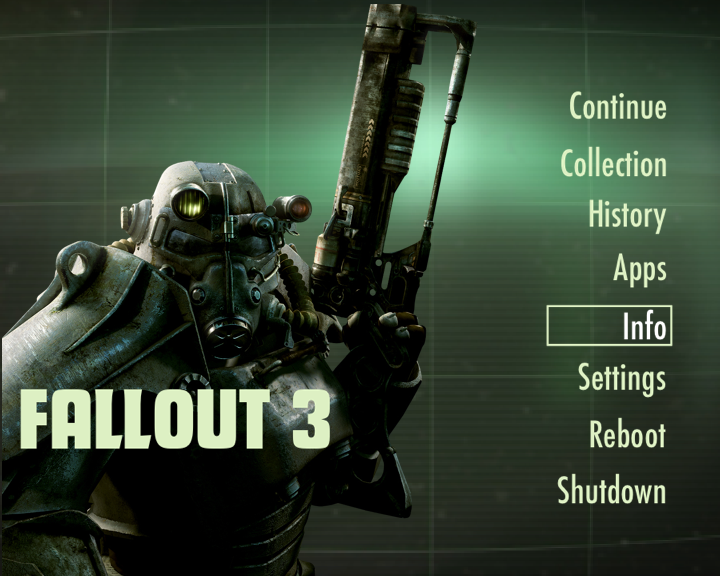 Continue
Collection
History
Apps
Info
Settings
Reboot
Shutdown
FALLOUT 3